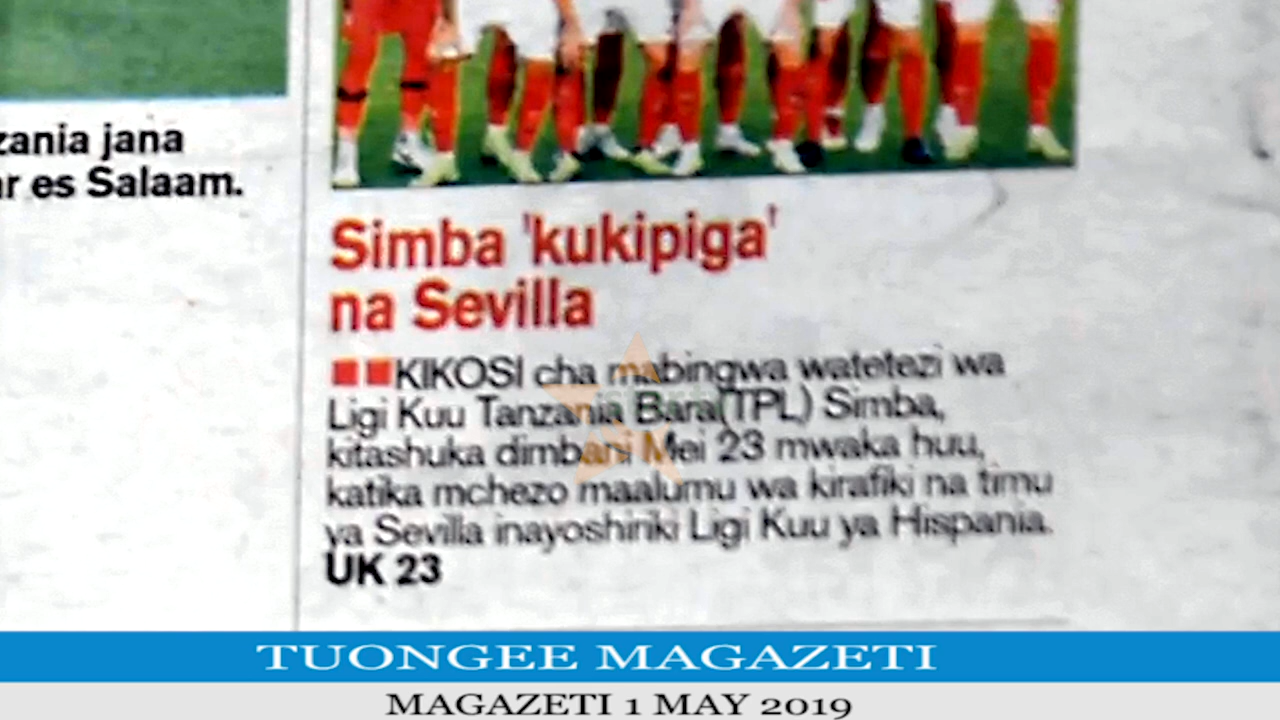 zania jana
r es Salaam.
Simba 'kukipiga'
na Sevilla
KIKOSI cha mabingwa watetezi wa
Ligi Kuu Tanzania Bara(TPL) Simba,
kitashuka dimbani Mei 23 mwaka huu,
katika mchezo maalumu wa kirafiki na timu
ya Sevilla inayoshiriki Ligi Kuu ya Hispania.
UK 23
TUONGEE MAGAZETI
MAGAZETI 1 MAY 2019